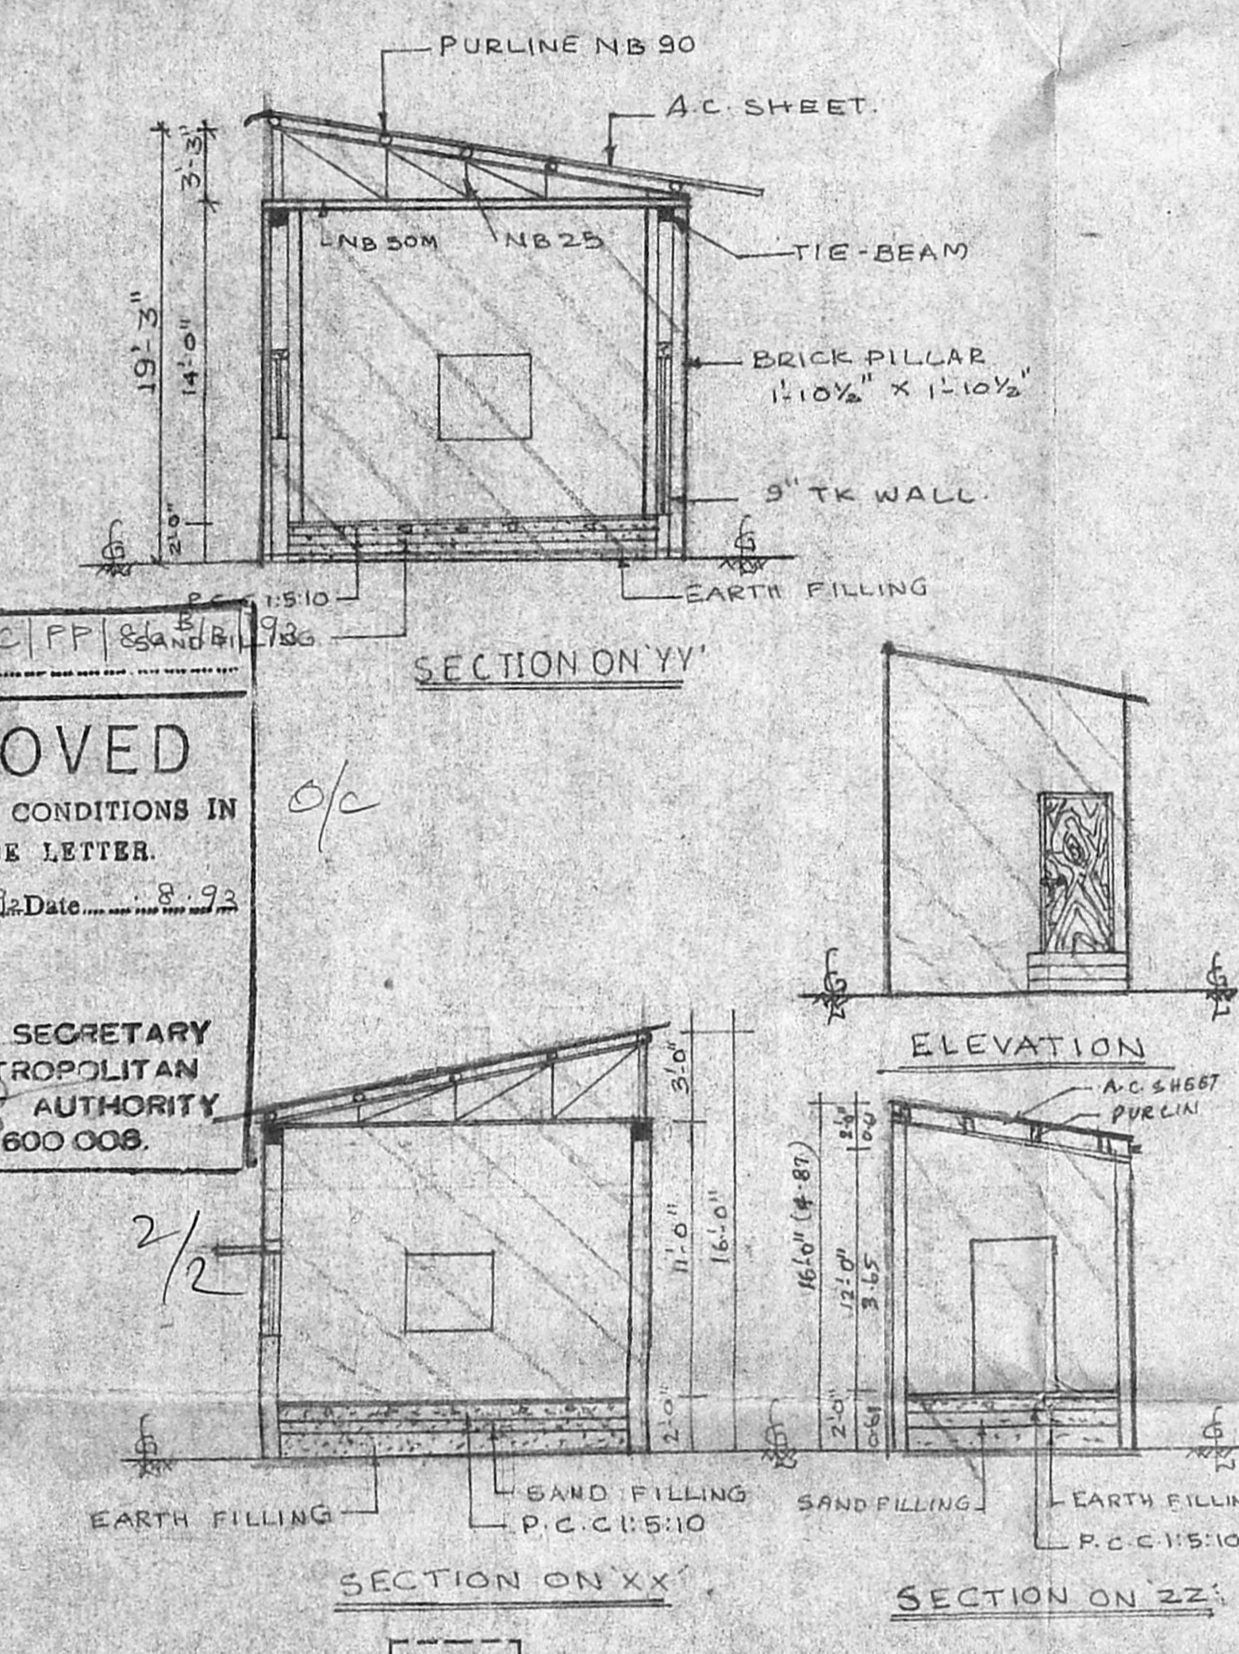 PURLINE NB 90
A.C. SHEET.
3'-3"
NB 50M
NB 25
TIE-BEAM
19'-3"
14'-0"
BRICK PILLAR
1'-10½" X 1'-10½"
9" TK WALL.
2'-0"
1:5:10
EARTH FILLING
SECTION ON 'YY'
C | PP |
OVED
CONDITIONS IN
E LETTER.
Date 8.93
O/C
SECRETARY
TROPOLITAN
AUTHORITY
600 008.
ELEVATION
A.C. SHEET
PURLIN
3'-0"
11'-0"
16'-0"
2'-0"
16'-0" (4.87)
12'-0"
3.65
2'-0"
0.61
2/2
EARTH FILLING
SAND FILLING
P.C.C 1:5:10
SECTION ON 'XX'
SAND FILLING
EARTH FILLIN
P.C.C 1:5:10
SECTION ON 'ZZ'